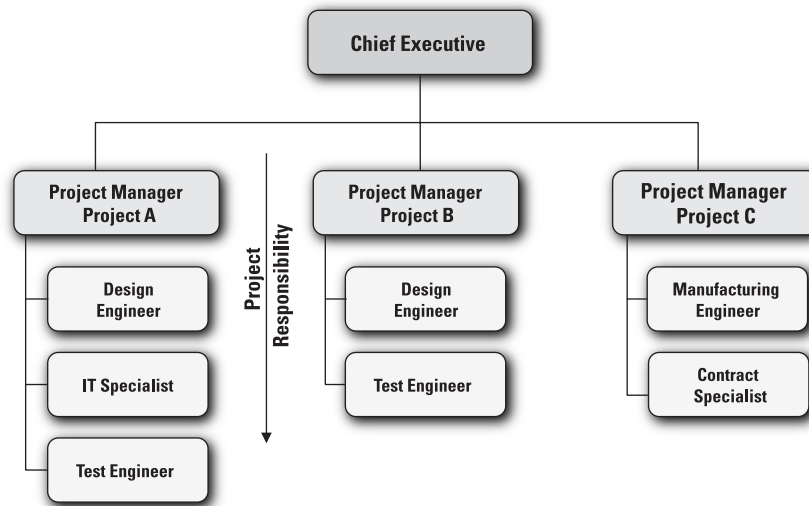 Chief Executive
Project Manager
Project A
Design
Engineer
IT Specialist
Test Engineer
Project
Responsibility
Project Manager
Project B
Design
Engineer
Test Engineer
Project Manager
Project C
Manufacturing
Engineer
Contract
Specialist